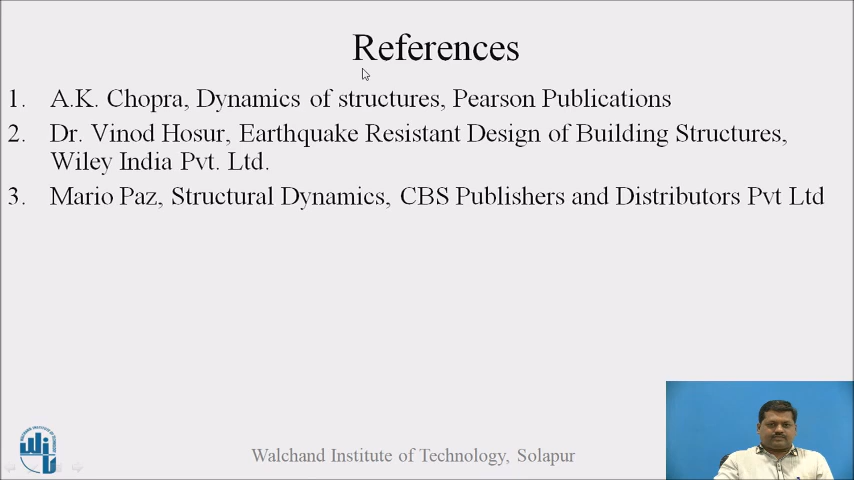 References
1. A.K. Chopra, Dynamics of structures, Pearson Publications
2. Dr. Vinod Hosur, Earthquake Resistant Design of Building Structures,
Wiley India Pvt. Ltd.
3. Mario Paz, Structural Dynamics, CBS Publishers and Distributors Pvt Ltd
Walchand Institute of Technology, Solapur